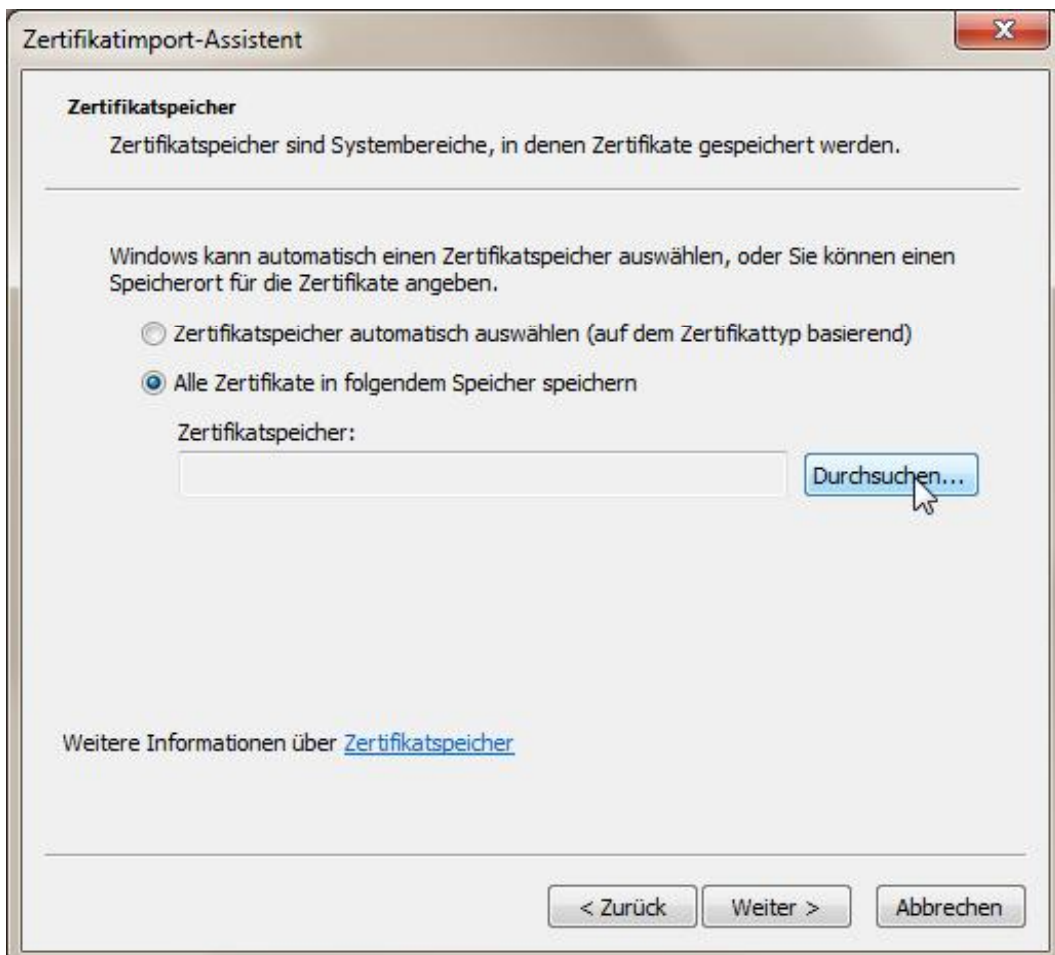 Zertifikatimport-Assistent
Zertifikatspeicher
Zertifikatspeicher sind Systembereiche, in denen Zertifikate gespeichert werden.
Windows kann automatisch einen Zertifikatspeicher auswählen, oder Sie können einen
Speicherort für die Zertifikate angeben.
Zertifikatspeicher automatisch auswählen (auf dem Zertifikattyp basierend)
Alle Zertifikate in folgendem Speicher speichern
Zertifikatspeicher:
Durchsuchen...
Weitere Informationen über Zertifikatspeicher
< Zurück Weiter > Abbrechen